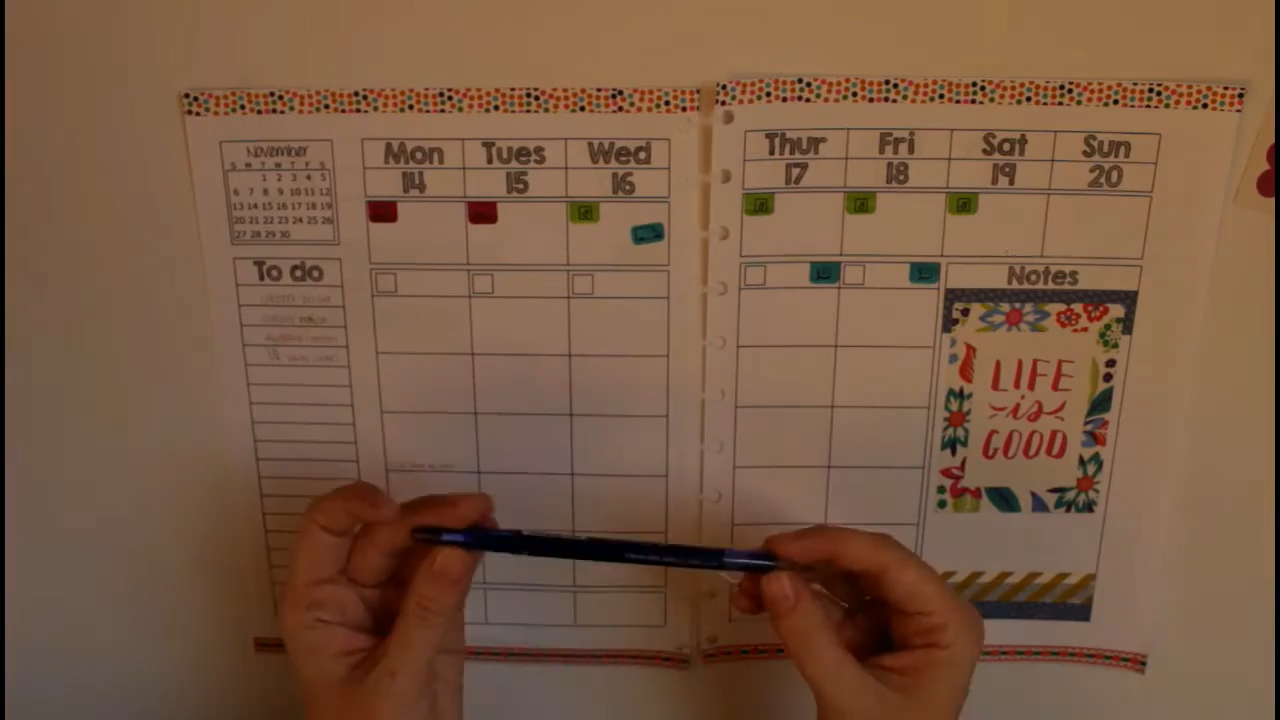 November
S M T W T F S
1 2 3 4 5
6 7 8 9 10 11 12
13 14 15 16 17 18 19
20 21 22 23 24 25 26
27 28 29 30
To do
Mon Tues Wed
14 15 16
Thur Fri Sat Sun
17 18 19 20
Notes
LIFE
is
GOOD